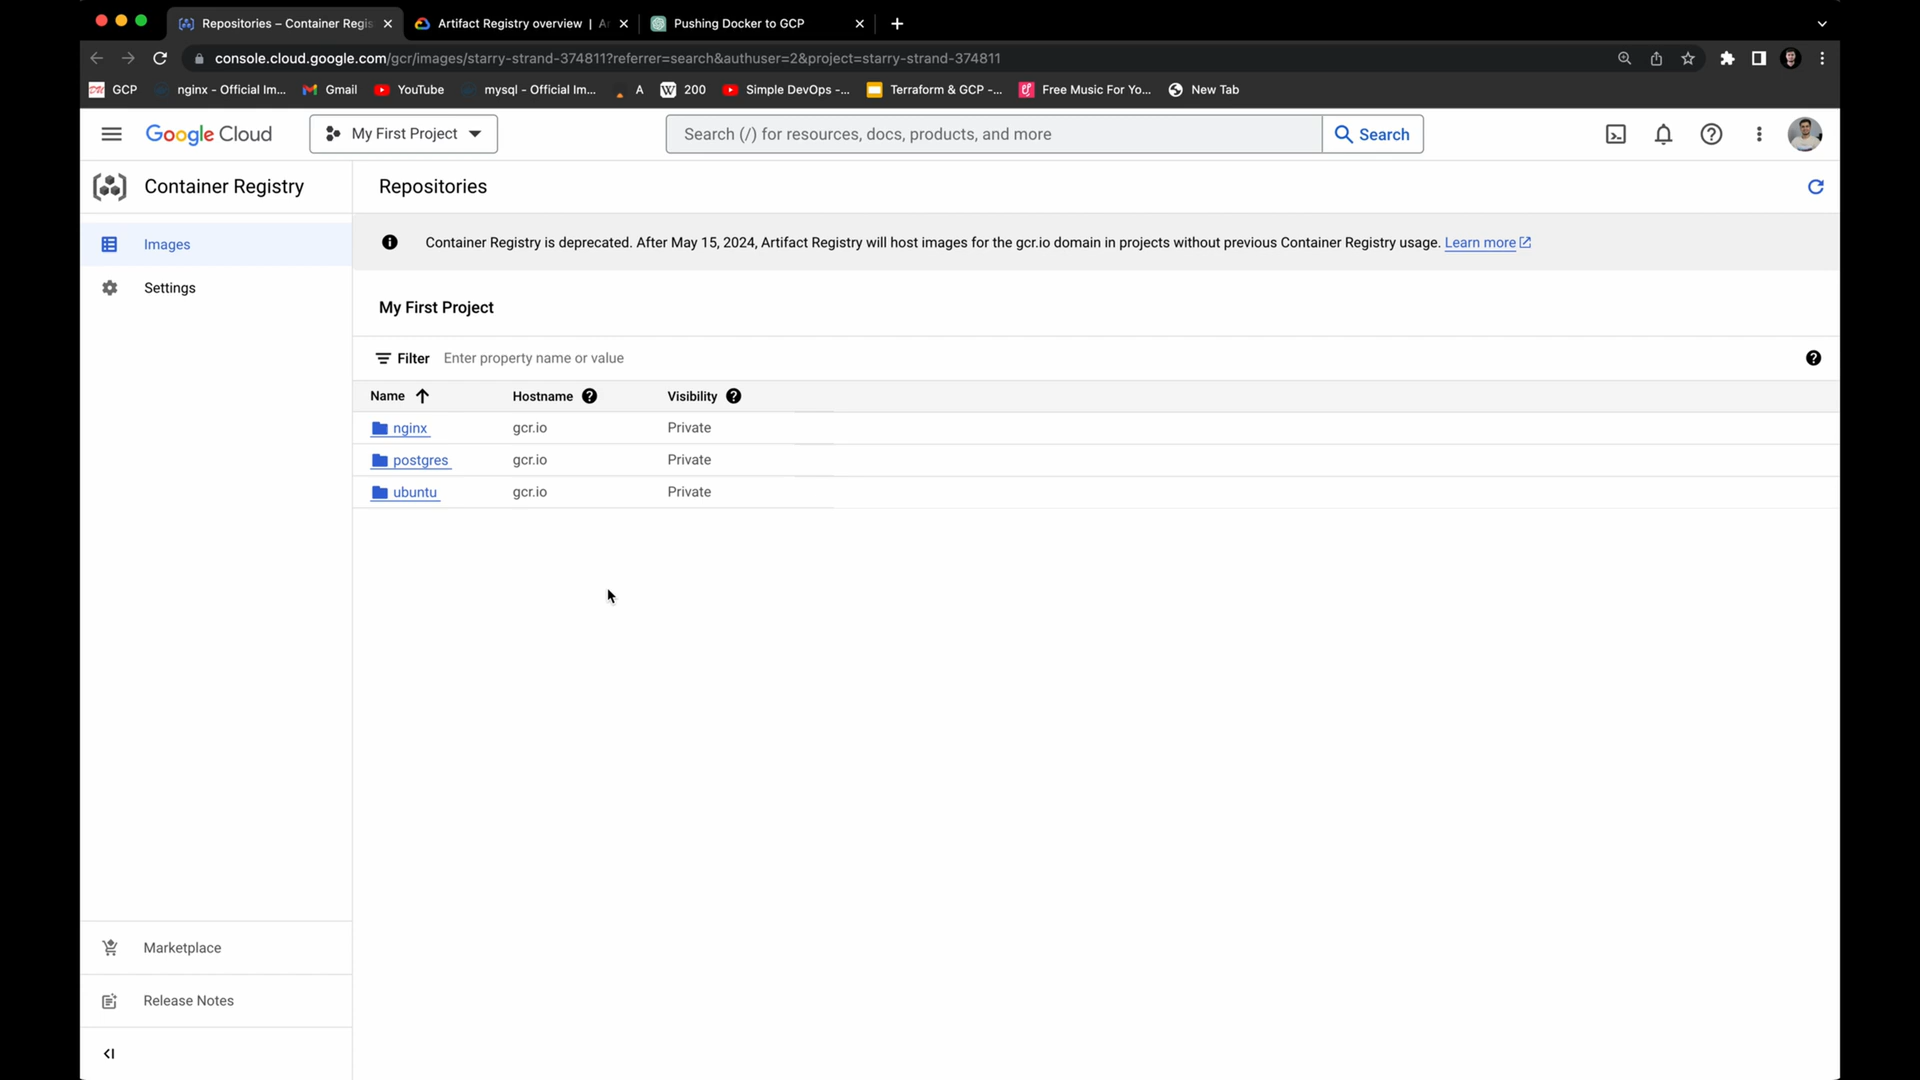 Repositories – Container Regis
Artifact Registry overview | Ar
Pushing Docker to GCP
console.cloud.google.com/gcr/images/starry-strand-374811?referrer=search&authuser=2&project=starry-strand-374811
GCP
nginx - Official Im...
Gmail
YouTube
mysql - Official Im...
A
200
Simple DevOps -...
Terraform & GCP -...
Free Music For Yo...
New Tab
Google Cloud
My First Project
Search (/) for resources, docs, products, and more
Search
Container Registry
Repositories
Images
Settings
Container Registry is deprecated. After May 15, 2024, Artifact Registry will host images for the gcr.io domain in projects without previous Container Registry usage. Learn more
My First Project
Filter Enter property name or value
Name Hostname Visibility
nginx gcr.io Private
postgres gcr.io Private
ubuntu gcr.io Private
Marketplace
Release Notes